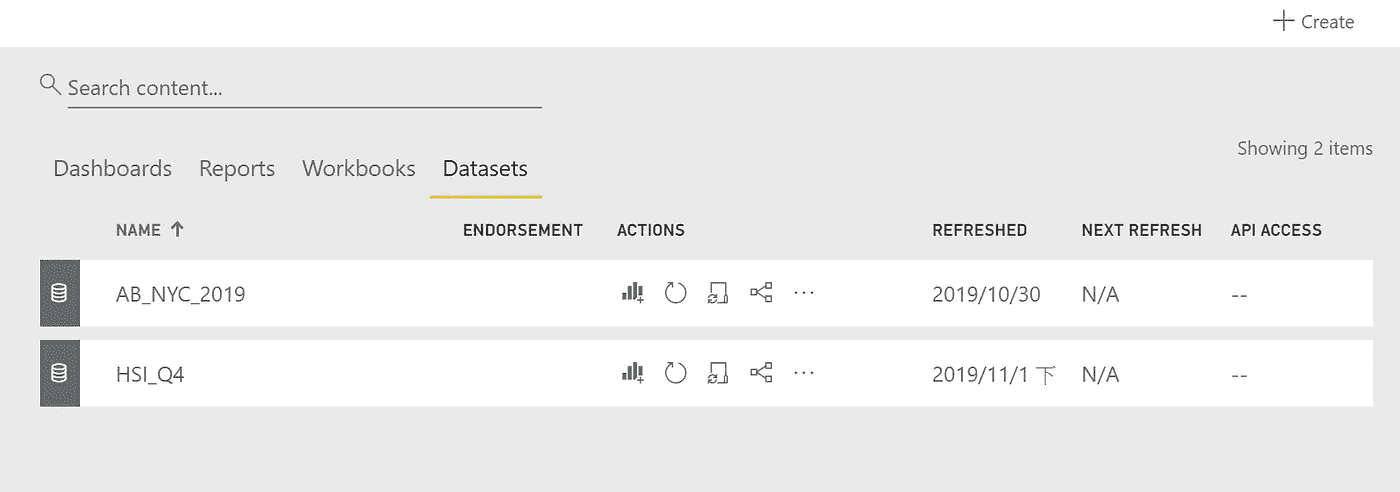 Create
Search content...
Showing 2 items
Dashboards Reports Workbooks Datasets
NAME ENDORSEMENT ACTIONS REFRESHED NEXT REFRESH API ACCESS
AB_NYC_2019 2019/10/30 N/A --
HSI_Q4 2019/11/1 下 N/A --